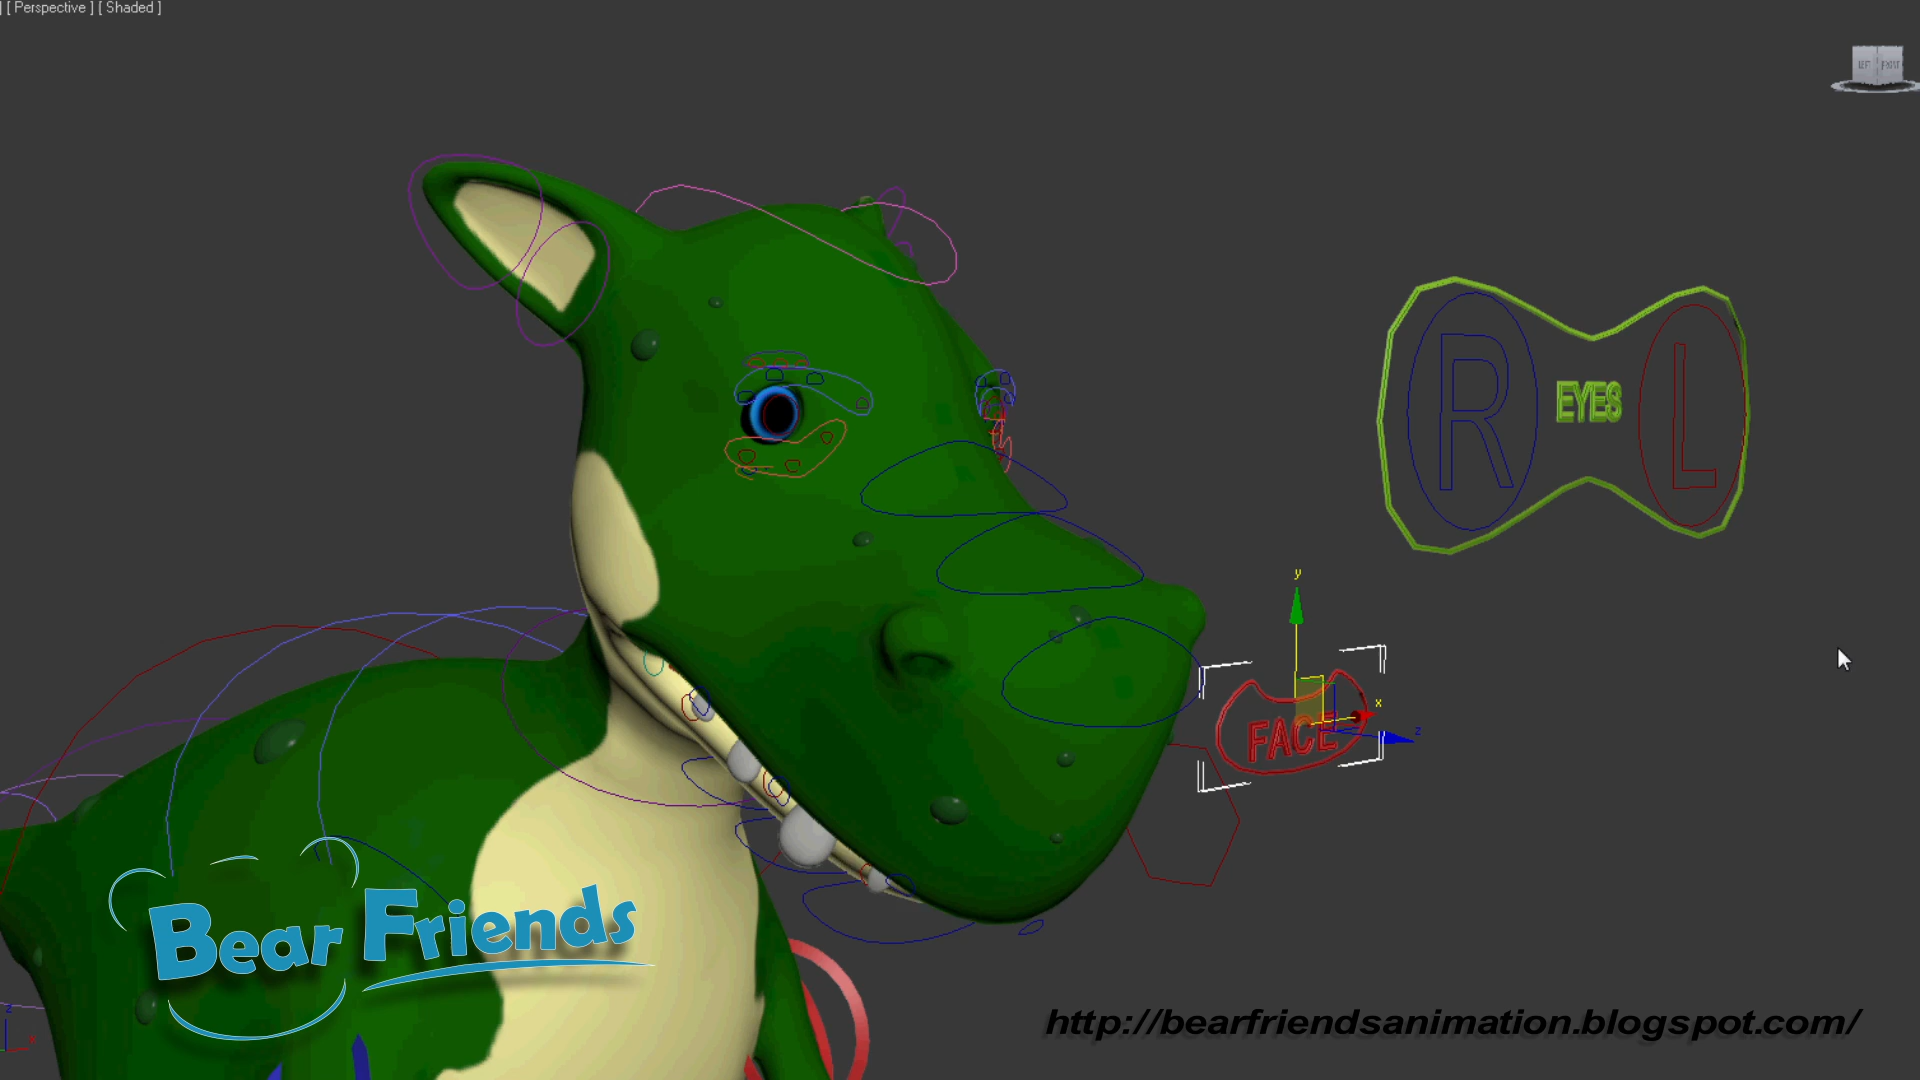 ] [ Perspective ] [ Shaded ]
R
EYES
L
y
x
FACE
z
Bear Friends
http://bearfriendsanimation.blogspot.com/
z